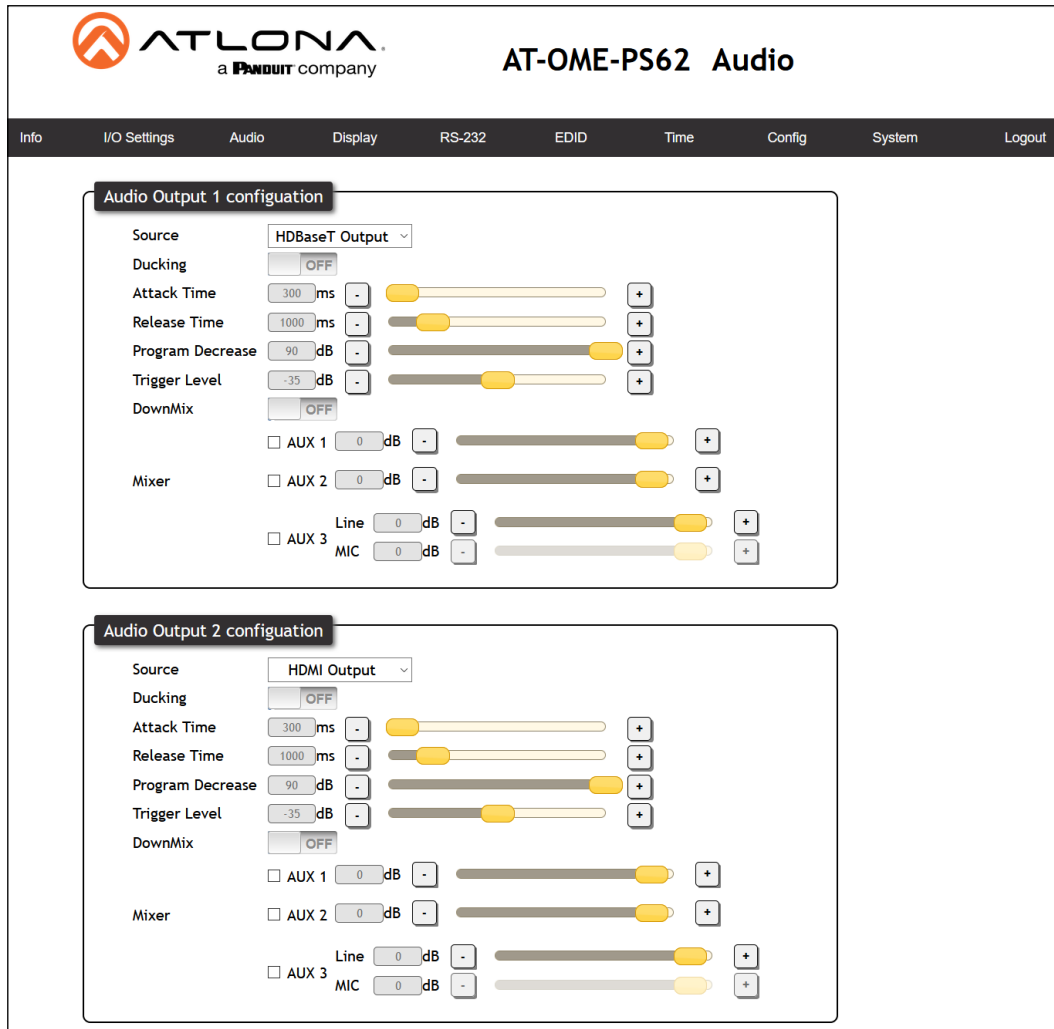 ATLONA.
a PANDUIT company
AT-OME-PS62 Audio
Info I/O Settings Audio Display RS-232 EDID Time Config System Logout
Audio Output 1 configuation
Source HDBaseT Output
Ducking OFF
Attack Time 300 ms - +
Release Time 1000 ms - +
Program Decrease 90 dB - +
Trigger Level -35 dB - +
DownMix OFF
AUX 1 0 dB - +
Mixer AUX 2 0 dB - +
Line 0 dB - +
AUX 3
MIC 0 dB - +
Audio Output 2 configuation
Source HDMI Output
Ducking OFF
Attack Time 300 ms - +
Release Time 1000 ms - +
Program Decrease 90 dB - +
Trigger Level -35 dB - +
DownMix OFF
AUX 1 0 dB - +
Mixer AUX 2 0 dB - +
Line 0 dB - +
AUX 3
MIC 0 dB - +